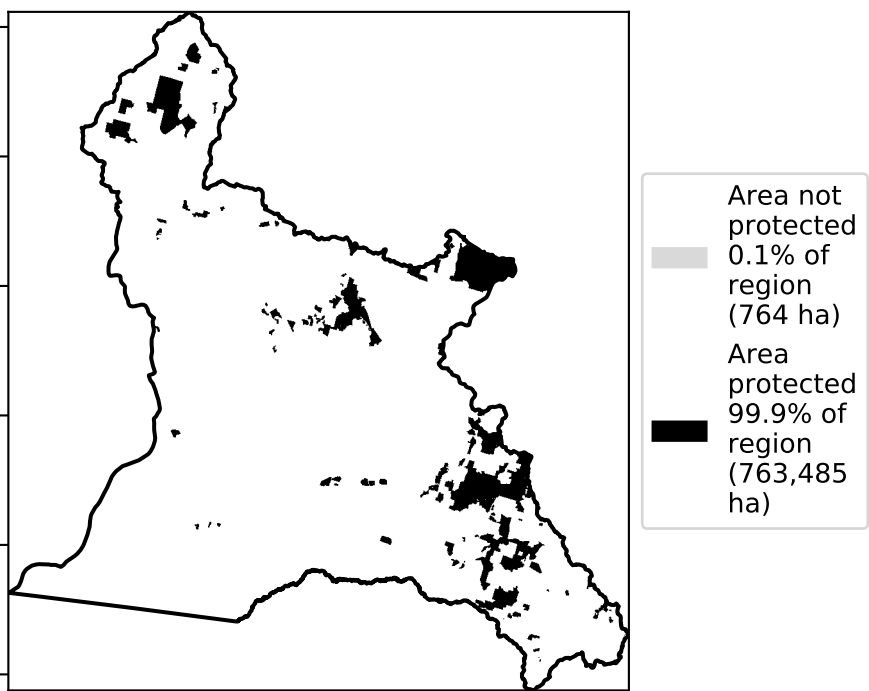 Area not
protected
0.1% of
region
(764 ha)
Area
protected
99.9% of
region
(763,485
ha)